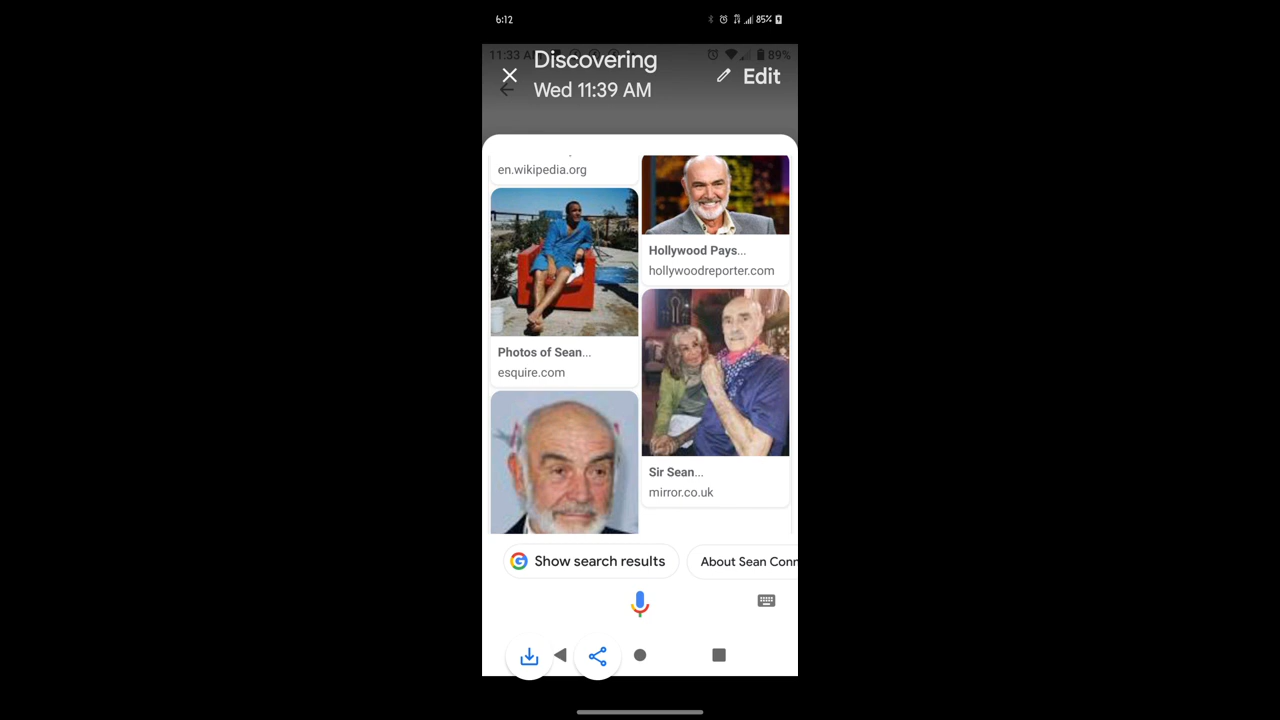 6:12
85%
11:33 A
89%
Discovering
Wed 11:39 AM
Edit
en.wikipedia.org
Hollywood Pays...
hollywoodreporter.com
Photos of Sean...
esquire.com
Sir Sean...
mirror.co.uk
Show search results
About Sean Conn